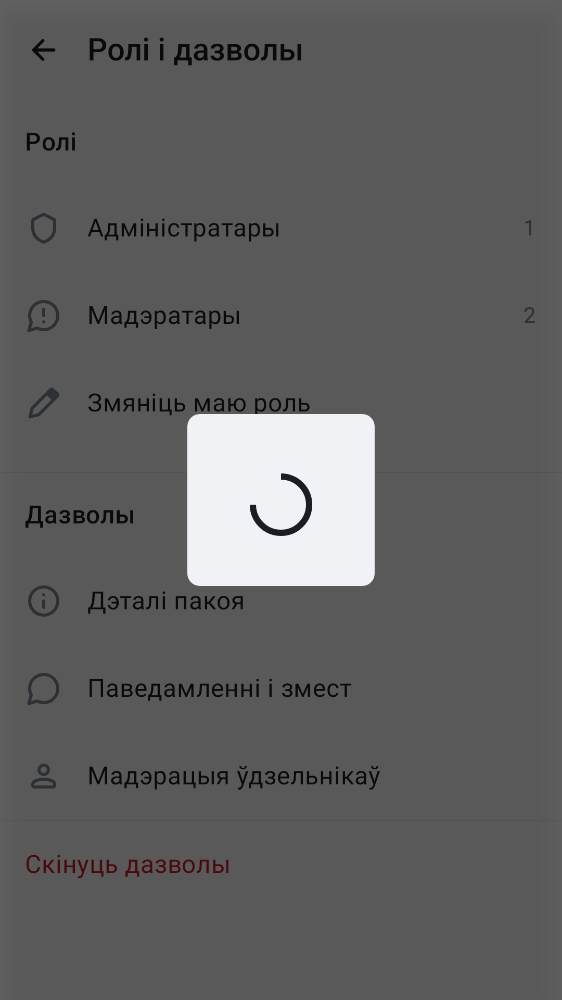 Ролі і дазволы
Ролі
Адміністратары 1
Мадэратары 2
Змяніць маю роль
Дазволы
Дэталі пакоя
Паведамленні і змест
Мадэрацыя ўдзельнікаў
Скінуць дазволы